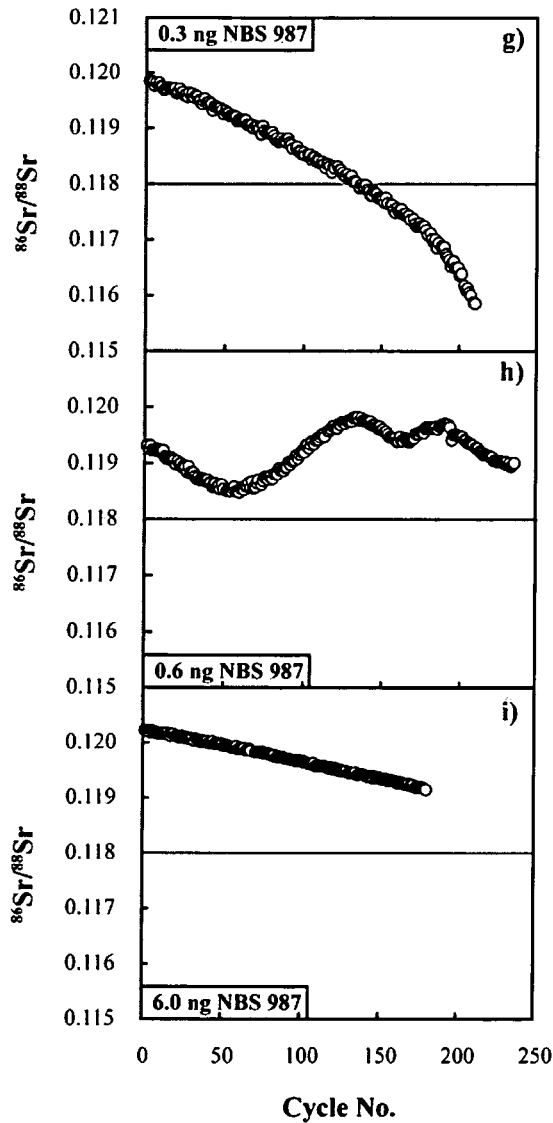 0.121
0.3 ng NBS 987
g)
0.120
0.119
⁸⁶Sr/⁸⁸Sr
0.118
0.117
0.116
0.115
h)
0.120
0.119
⁸⁶Sr/⁸⁸Sr
0.118
0.117
0.116
0.6 ng NBS 987
0.115
i)
0.120
0.119
⁸⁶Sr/⁸⁸Sr
0.118
0.117
0.116
6.0 ng NBS 987
0.115
0 50 100 150 200 250
Cycle No.